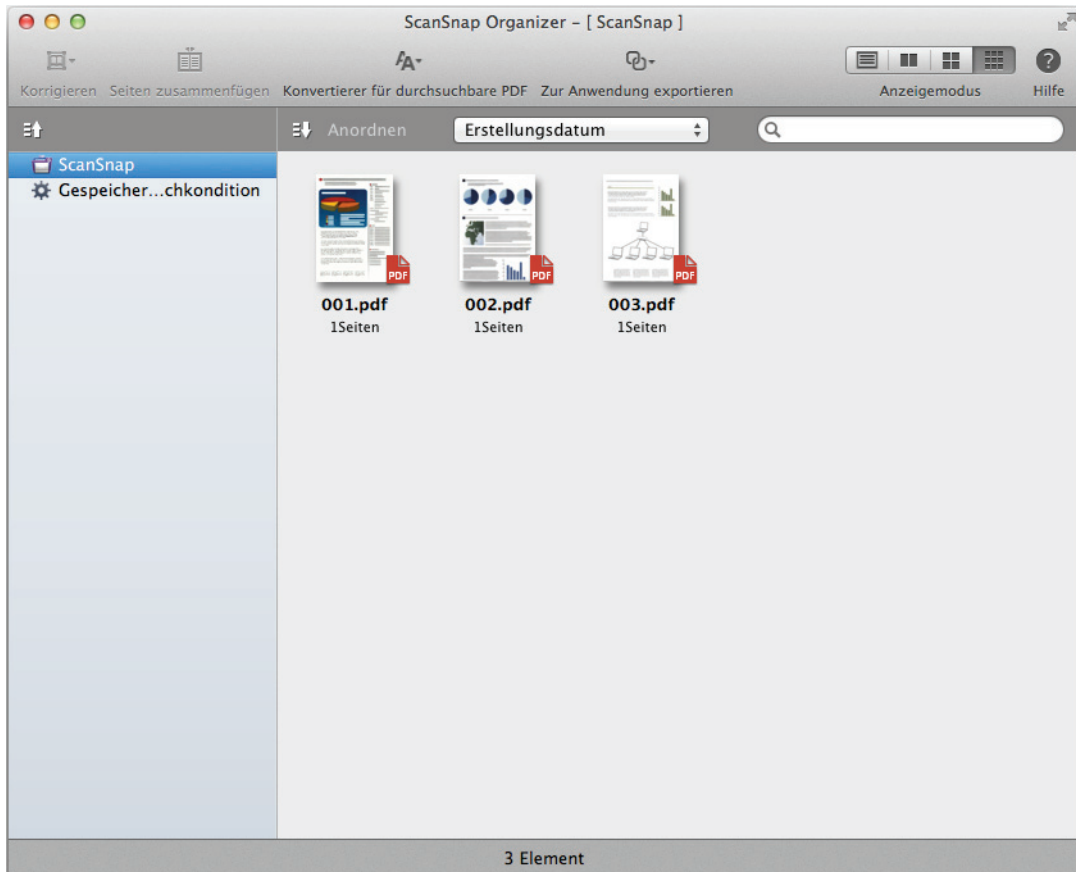 ScanSnap Organizer – [ ScanSnap ]
Korrigieren Seiten zusammenfügen Konvertierer für durchsuchbare PDF Zur Anwendung exportieren Anzeigemodus Hilfe
Anordnen Erstellungsdatum
ScanSnap
Gespeicher...chkondition
PDF PDF PDF
001.pdf 002.pdf 003.pdf
1Seiten 1Seiten 1Seiten
3 Element